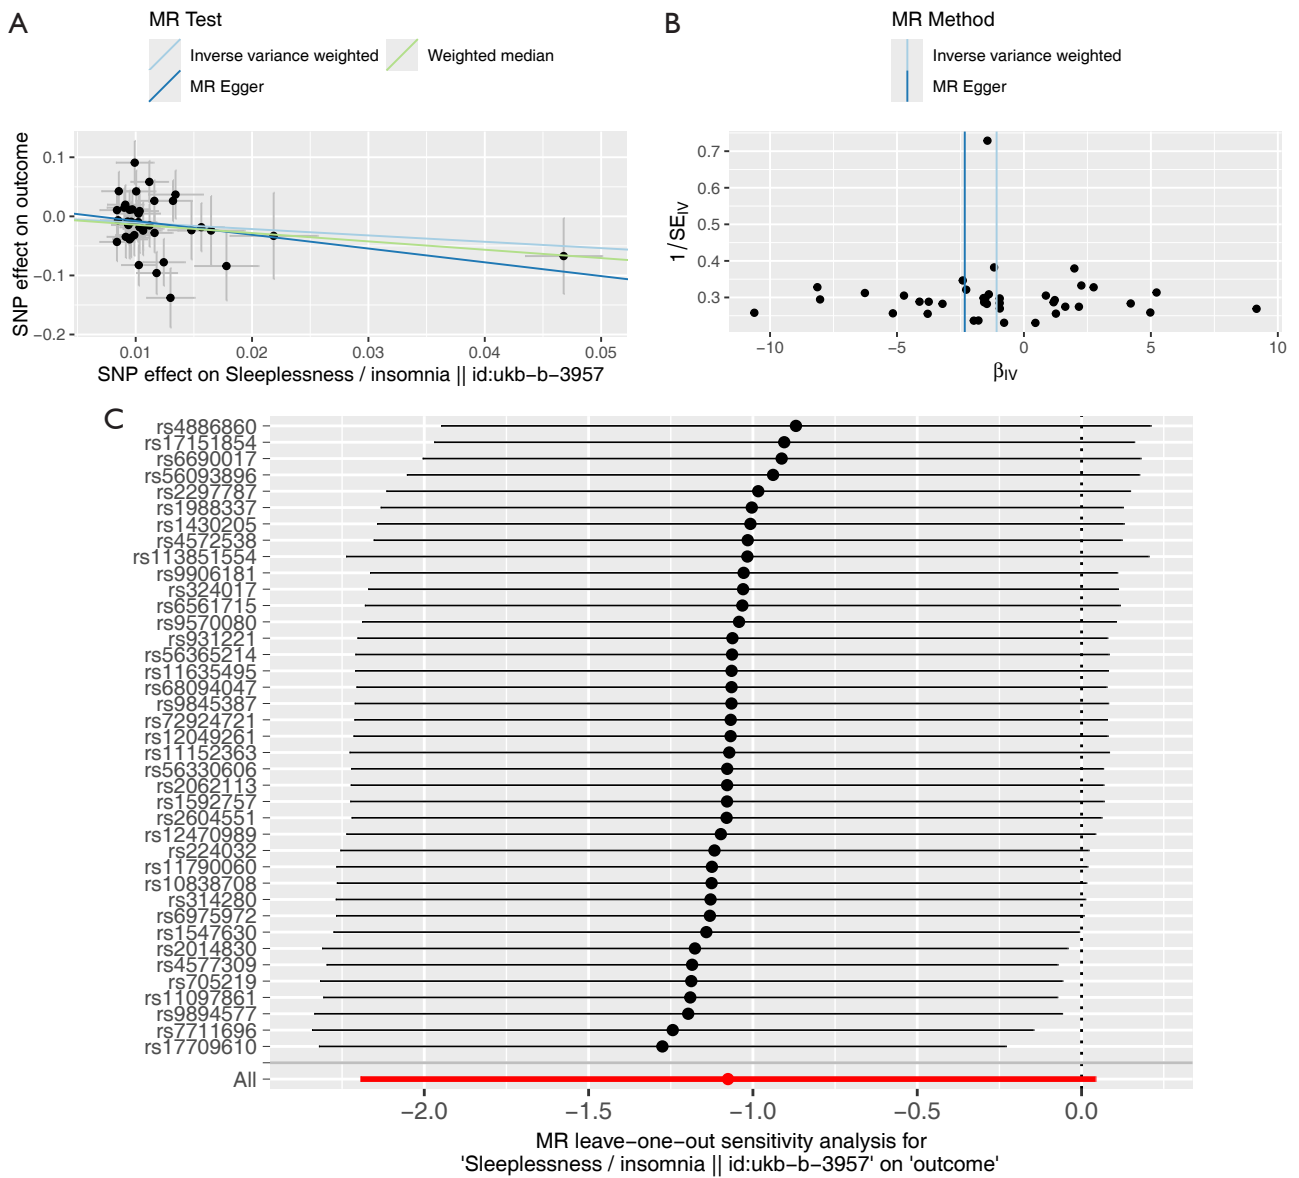 A
MR Test
Inverse variance weighted
Weighted median
MR Egger
SNP effect on outcome
0.1
0.0
−0.1
−0.2
0.01
0.02
0.03
0.04
0.05
SNP effect on Sleeplessness / insomnia || id:ukb−b−3957
B
MR Method
Inverse variance weighted
MR Egger
1/SE_IV
0.7
0.6
0.5
0.4
0.3
−10
−5
0
5
10
β_IV
C
rs4886860
rs17151854
rs6690017
rs56093896
rs2297787
rs1988337
rs1430205
rs4572538
rs113851554
rs9906181
rs324017
rs6561715
rs9570080
rs931221
rs56365214
rs11635495
rs68094047
rs9845387
rs72924721
rs12049261
rs11152363
rs56330606
rs2062113
rs1592757
rs2604551
rs12470989
rs224032
rs11790060
rs10838708
rs314280
rs6975972
rs1547630
rs2014830
rs4577309
rs705219
rs11097861
rs9894577
rs7711696
rs17709610
All
−2.0
−1.5
−1.0
−0.5
0.0
MR leave−one−out sensitivity analysis for
'Sleeplessness / insomnia || id:ukb−b−3957' on 'outcome'